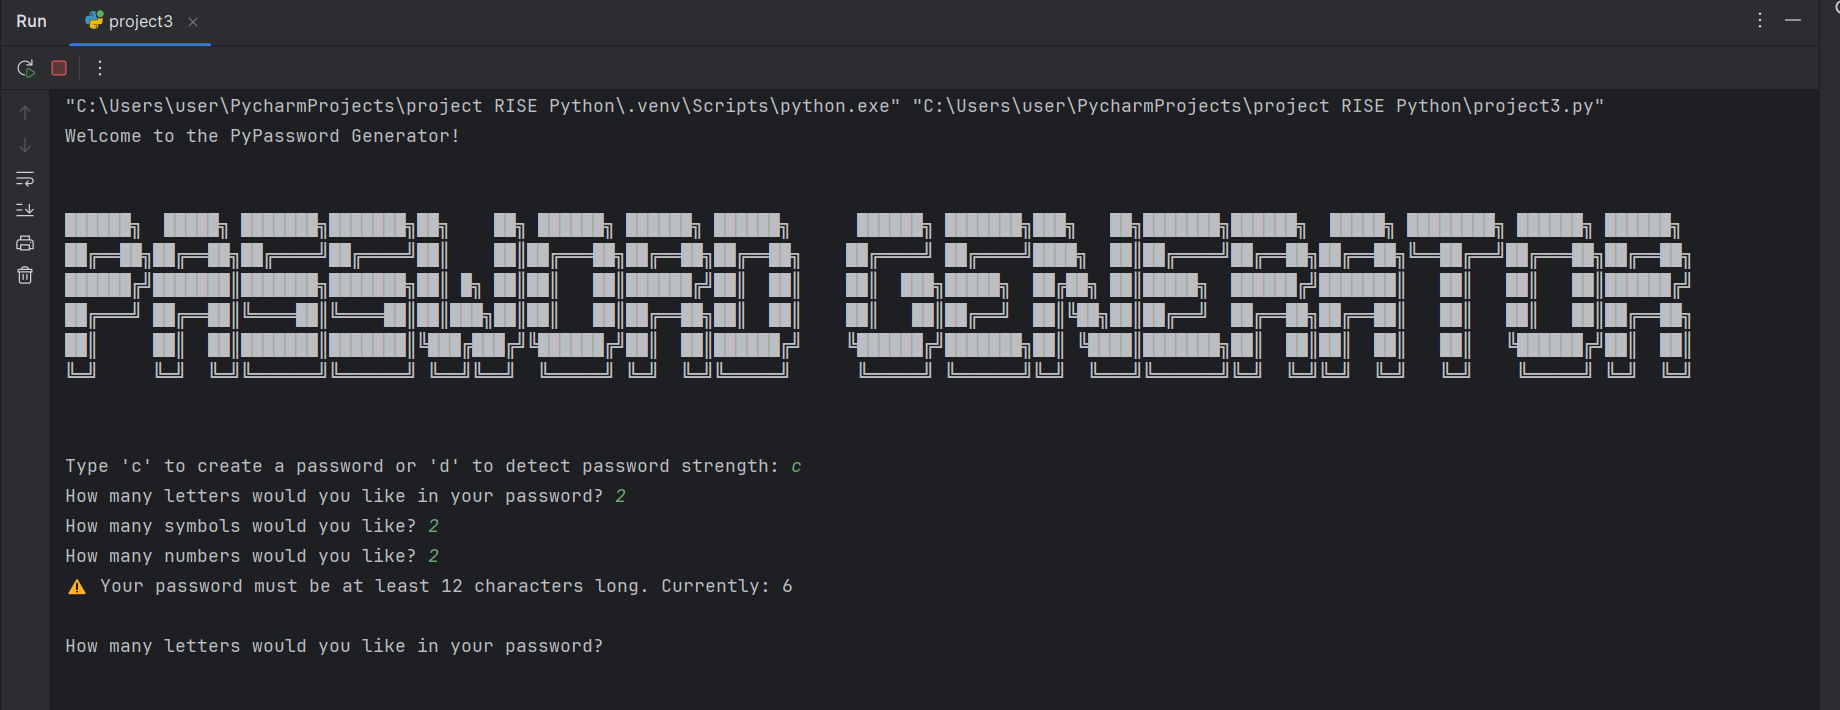 Run project3
"C:\Users\user\PycharmProjects\project RISE Python\.venv\Scripts\python.exe" "C:\Users\user\PycharmProjects\project RISE Python\project3.py"
Welcome to the PyPassword Generator!
PASSWORD GENERATOR
Type 'c' to create a password or 'd' to detect password strength: c
How many letters would you like in your password? 2
How many symbols would you like? 2
How many numbers would you like? 2
⚠️ Your password must be at least 12 characters long. Currently: 6
How many letters would you like in your password?